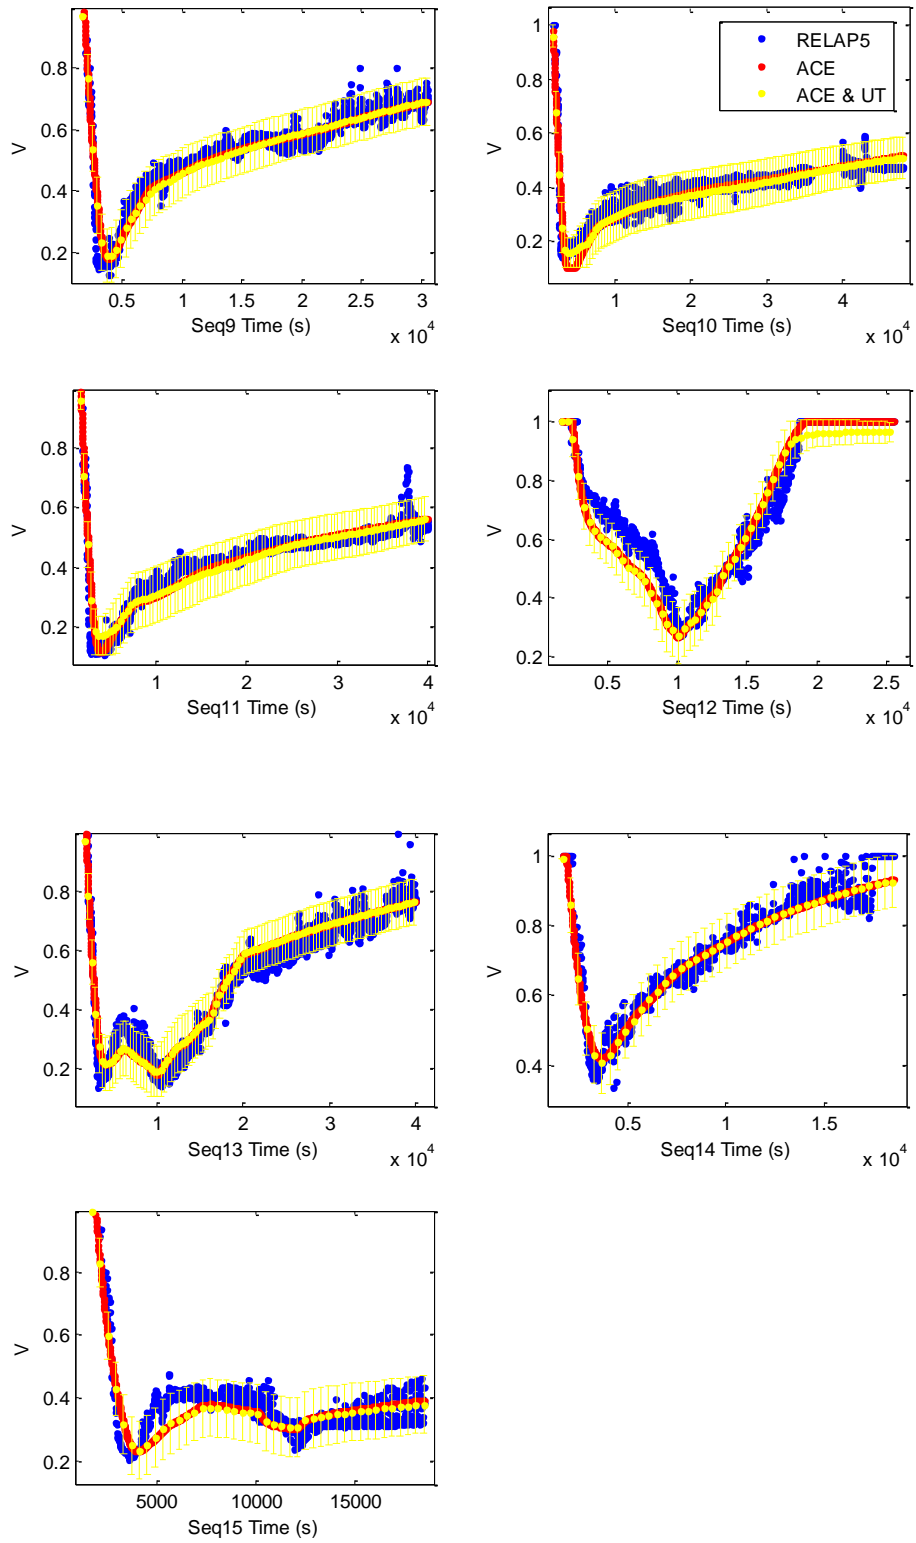 0.8
0.6
0.4
0.2
V
0.5
1
1.5
2
2.5
3
Seq9 Time (s)
x 10^4
1
0.8
0.6
0.4
0.2
V
RELAP5
ACE
ACE & UT
1
2
3
4
Seq10 Time (s)
x 10^4
0.8
0.6
0.4
0.2
V
1
2
3
4
Seq11 Time (s)
x 10^4
1
0.8
0.6
0.4
0.2
V
0.5
1
1.5
2
2.5
Seq12 Time (s)
x 10^4
0.8
0.6
0.4
0.2
V
1
2
3
4
Seq13 Time (s)
x 10^4
1
0.8
0.6
0.4
V
0.5
1
1.5
Seq14 Time (s)
x 10^4
0.8
0.6
0.4
0.2
V
5000
10000
15000
Seq15 Time (s)